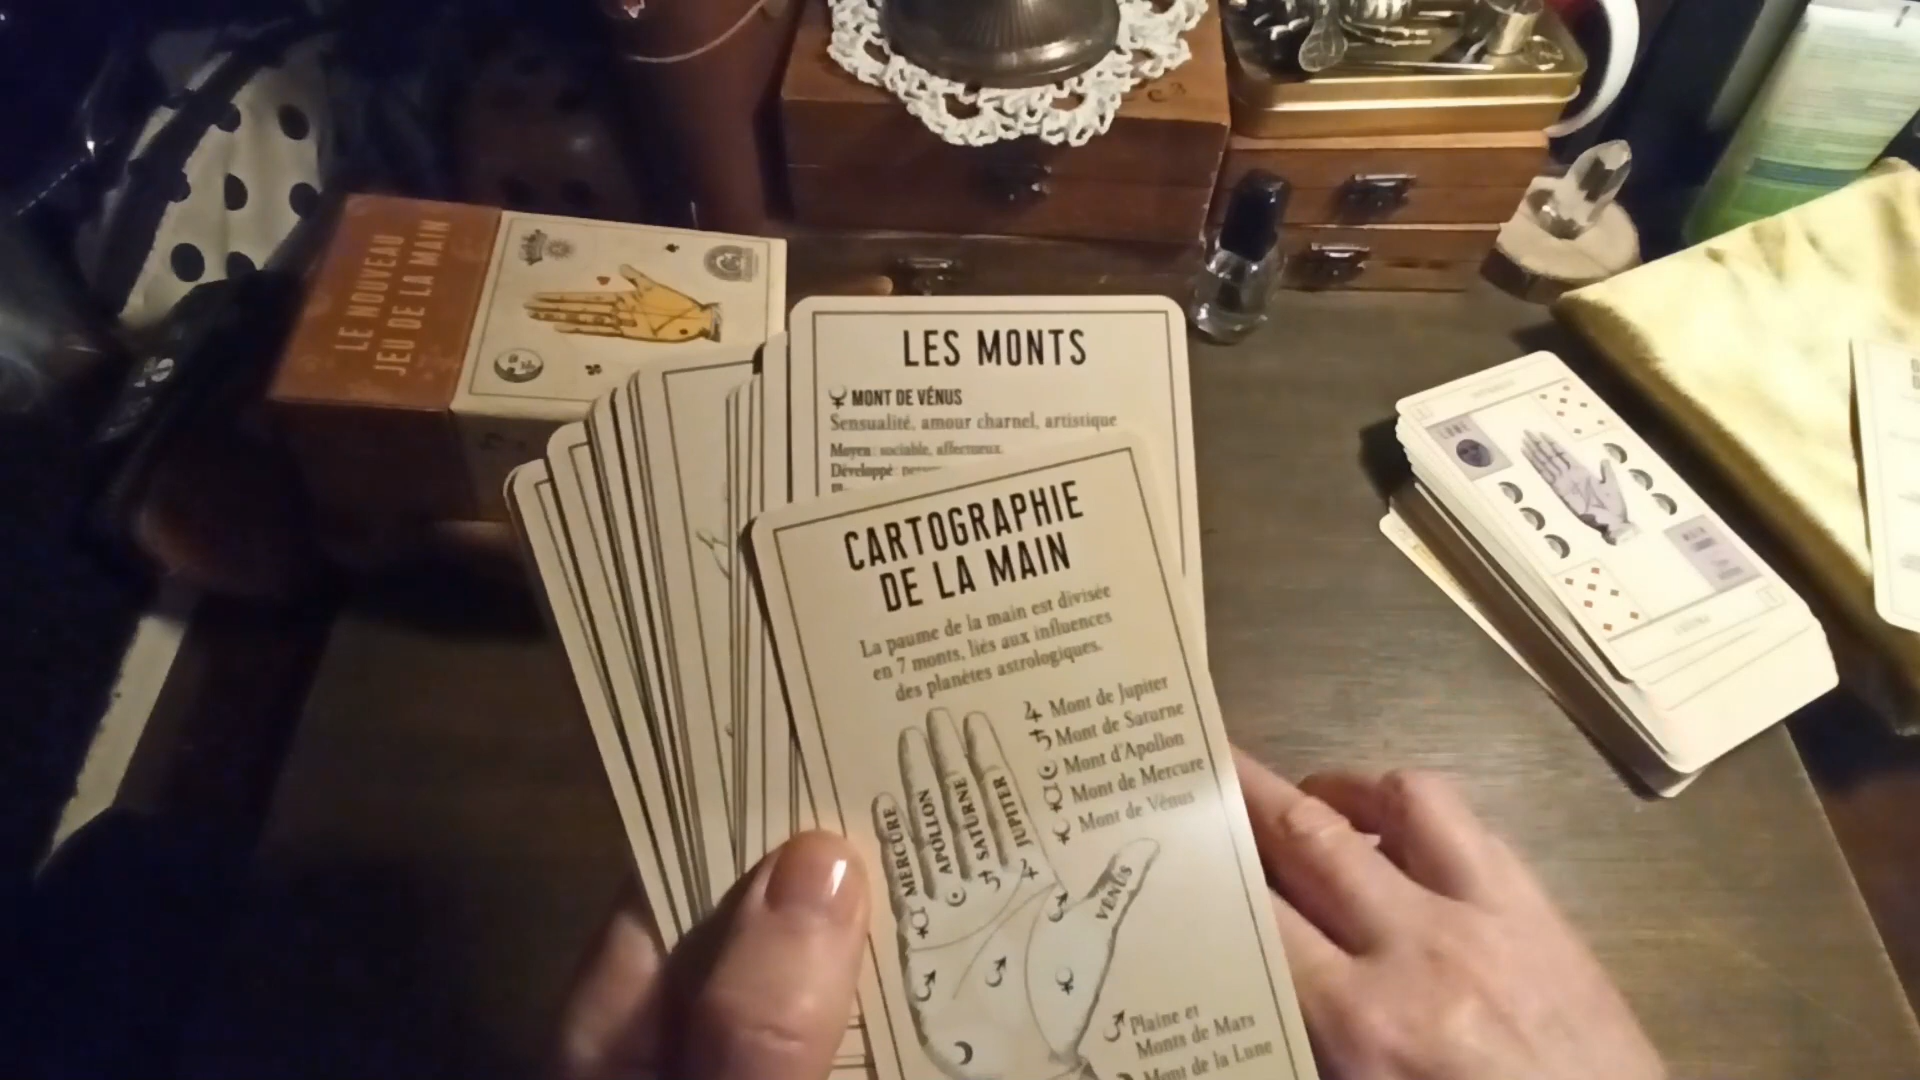 LE NOUVEAU
JEU DE LA MAIN
LES MONTS
MONT DE VÉNUS
Sensualité, amour charnel, artistique
Moyen : sociable, affectueux.
Développé :
CARTOGRAPHIE
DE LA MAIN
La paume de la main est divisée
en 7 monts, liés aux influences
des planètes astrologiques.
Mont de Jupiter
Mont de Saturne
Mont d'Apollon
Mont de Mercure
Mont de Vénus
MERCURE
APOLLON
SATURNE
JUPITER
VÉNUS
Plaine et
Monts de Mars
Mont de la Lune
LUNE